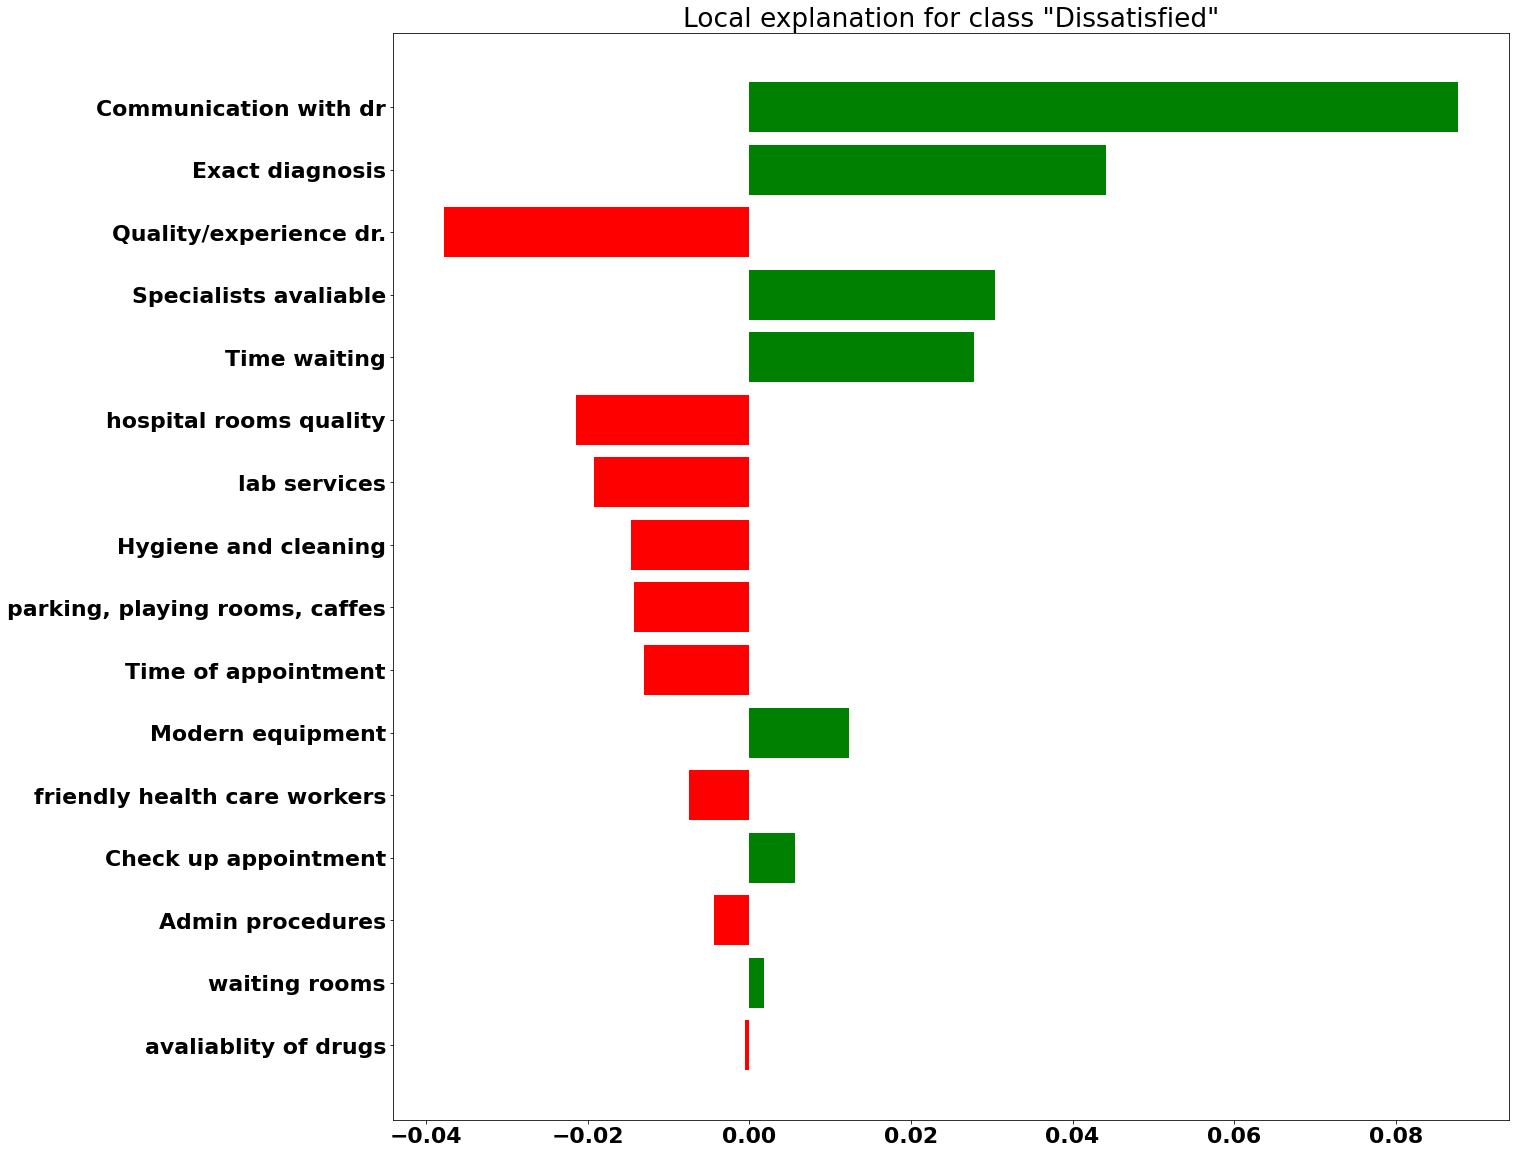 Local explanation for class "Dissatisfied"
Communication with dr
Exact diagnosis
Quality/experience dr.
Specialists avaliable
Time waiting
hospital rooms quality
lab services
Hygiene and cleaning
parking, playing rooms, caffes
Time of appointment
Modern equipment
friendly health care workers
Check up appointment
Admin procedures
waiting rooms
avaliablity of drugs
−0.04 −0.02 0.00 0.02 0.04 0.06 0.08